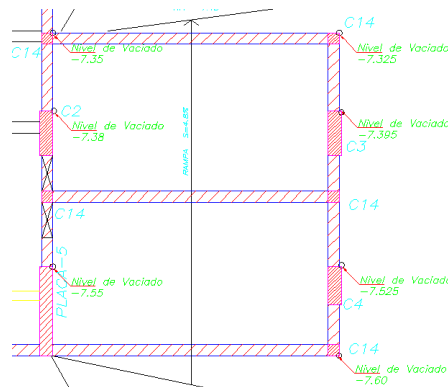 C14
Nivel de Vaciado
-7.35
C14
Nivel de Vaciado
-7.325
C2
Nivel de Vaciado
-7.38
Nivel de Vaciado
-7.395
C3
C14
C14
PLACA-5
Nivel de Vaciado
-7.55
Nivel de Vaciado
-7.525
C4
C14
Nivel de Vaciado
-7.60